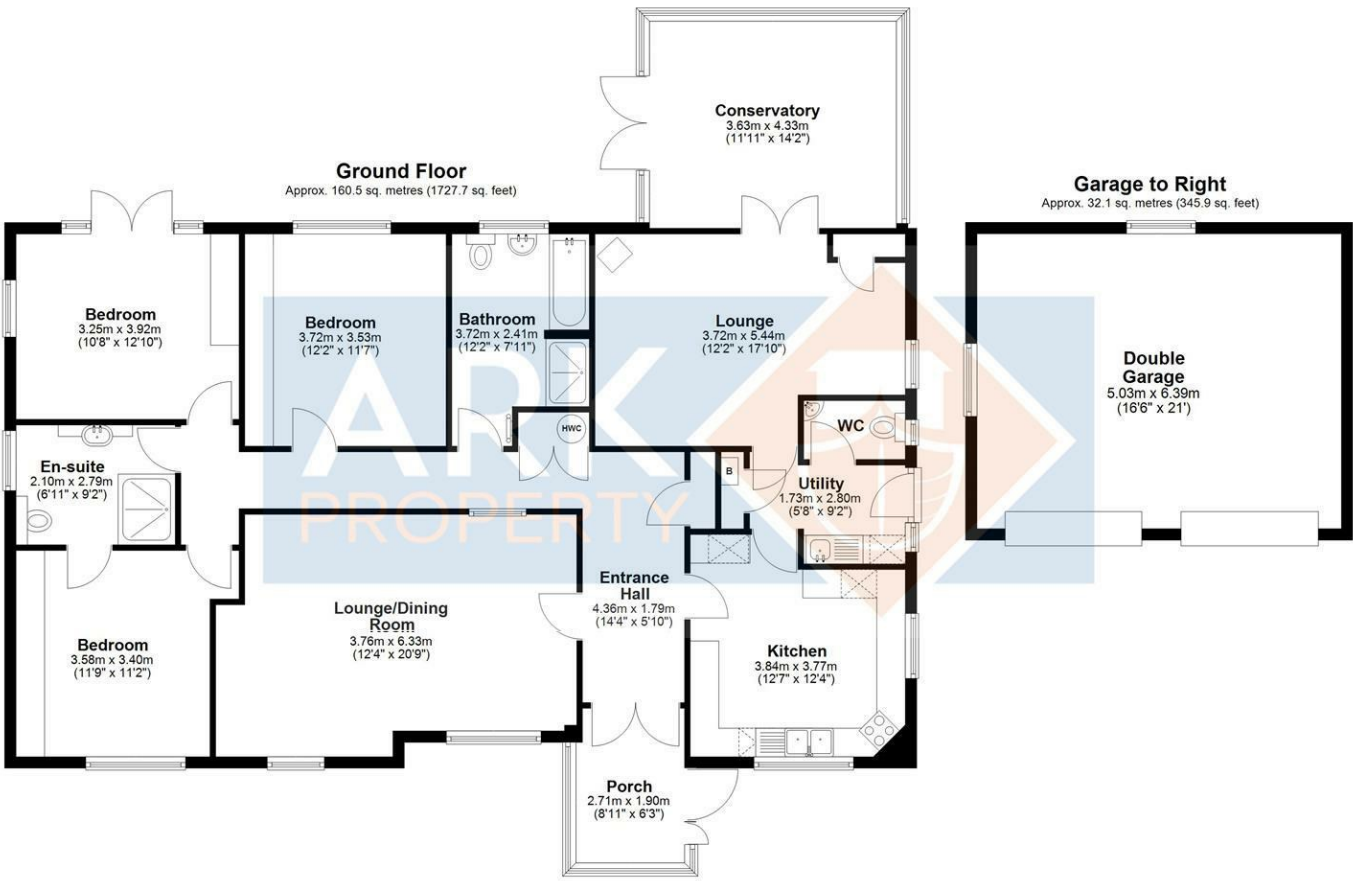 Conservatory
3.63m x 4.33m
(11'11" x 14'2")
Ground Floor
Approx. 160.5 sq. metres (1727.7 sq. feet)
Garage to Right
Approx. 32.1 sq. metres (345.9 sq. feet)
Bedroom
3.25m x 3.92m
(10'8" x 12'10")
Bedroom
3.72m x 3.53m
(12'2" x 11'7")
Bathroom
3.72m x 2.41m
(12'2" x 7'11")
Lounge
3.72m x 5.44m
(12'2" x 17'10")
Double
Garage
5.03m x 6.39m
(16'6" x 21')
ARK
PROPERTY
HWC
WC
B
En-suite
2.10m x 2.79m
(6'11" x 9'2")
Utility
1.73m x 2.80m
(5'8" x 9'2")
Entrance
Hall
4.36m x 1.79m
(14'4" x 5'10")
Lounge/Dining
Room
3.76m x 6.33m
(12'4" x 20'9")
Bedroom
3.58m x 3.40m
(11'9" x 11'2")
Kitchen
3.84m x 3.77m
(12'7" x 12'4")
Porch
2.71m x 1.90m
(8'11" x 6'3")